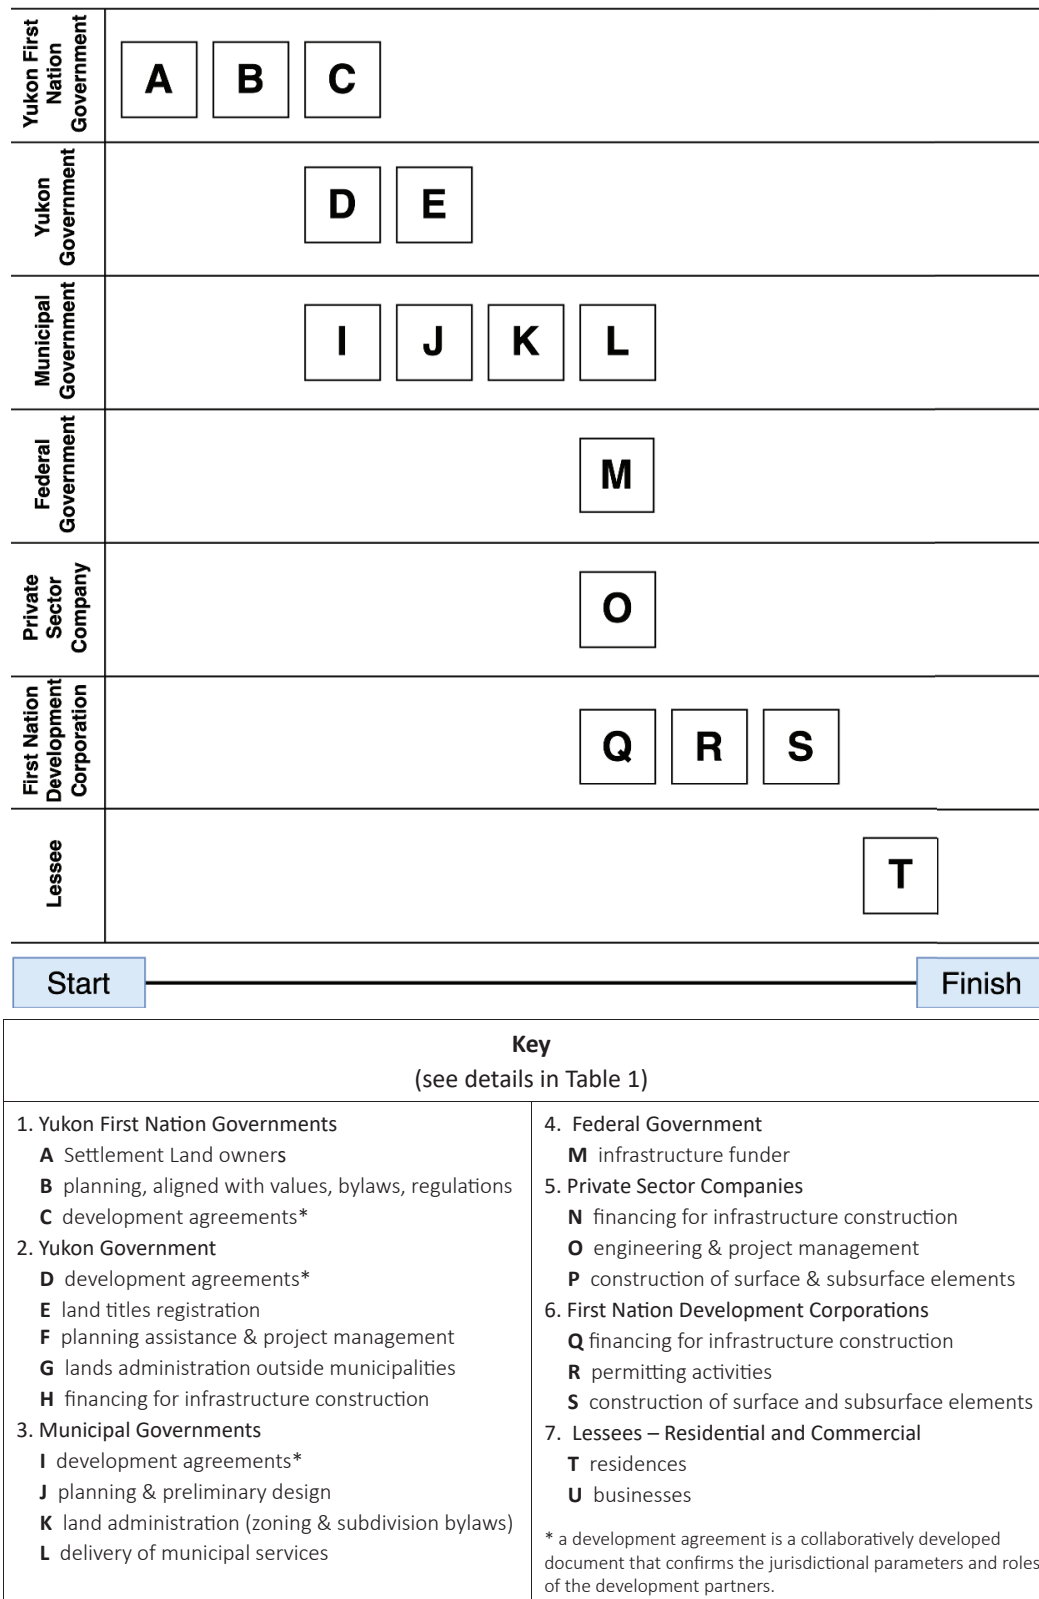 Yukon First
Nation
Government
A B C
Yukon
Government
D E
Municipal
Government
I J K L
Federal
Government
M
Private
Sector
Company
O
First Nation
Development
Corporation
Q R S
Lessee
T
Start
Finish
Key
(see details in Table 1)
1. Yukon First Nation Governments
A Settlement Land owners
B planning, aligned with values, bylaws, regulations
C development agreements*
2. Yukon Government
D development agreements*
E land titles registration
F planning assistance & project management
G lands administration outside municipalities
H financing for infrastructure construction
3. Municipal Governments
I development agreements*
J planning & preliminary design
K land administration (zoning & subdivision bylaws)
L delivery of municipal services
4. Federal Government
M infrastructure funder
5. Private Sector Companies
N financing for infrastructure construction
O engineering & project management
P construction of surface & subsurface elements
6. First Nation Development Corporations
Q financing for infrastructure construction
R permitting activities
S construction of surface and subsurface elements
7. Lessees – Residential and Commercial
T residences
U businesses
* a development agreement is a collaboratively developed
document that confirms the jurisdictional parameters and roles
of the development partners.